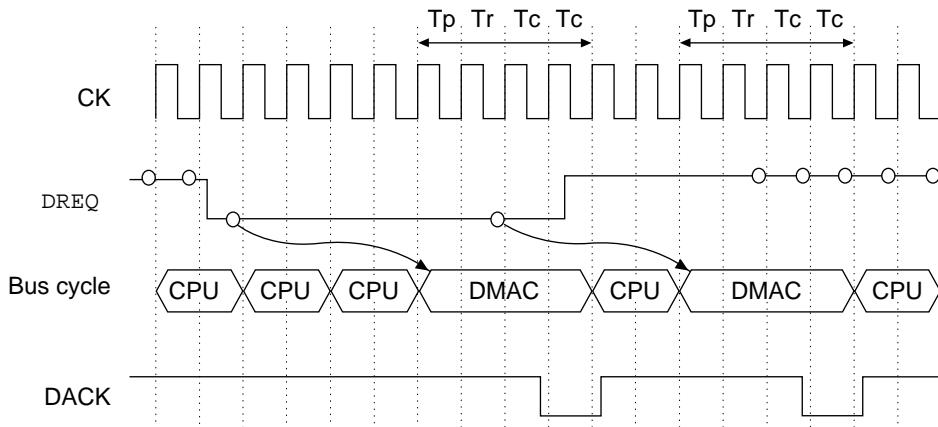 Tp Tr Tc Tc Tp Tr Tc Tc
CK
DREQ
Bus cycle CPU CPU CPU DMAC CPU DMAC CPU
DACK